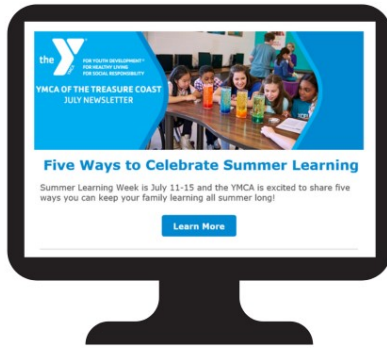 the
FOR YOUTH DEVELOPMENT®
FOR HEALTHY LIVING
FOR SOCIAL RESPONSIBILITY
YMCA OF THE TREASURE COAST
JULY NEWSLETTER
Five Ways to Celebrate Summer Learning
Summer Learning Week is July 11-15 and the YMCA is excited to share five
ways you can keep your family learning all summer long!
Learn More